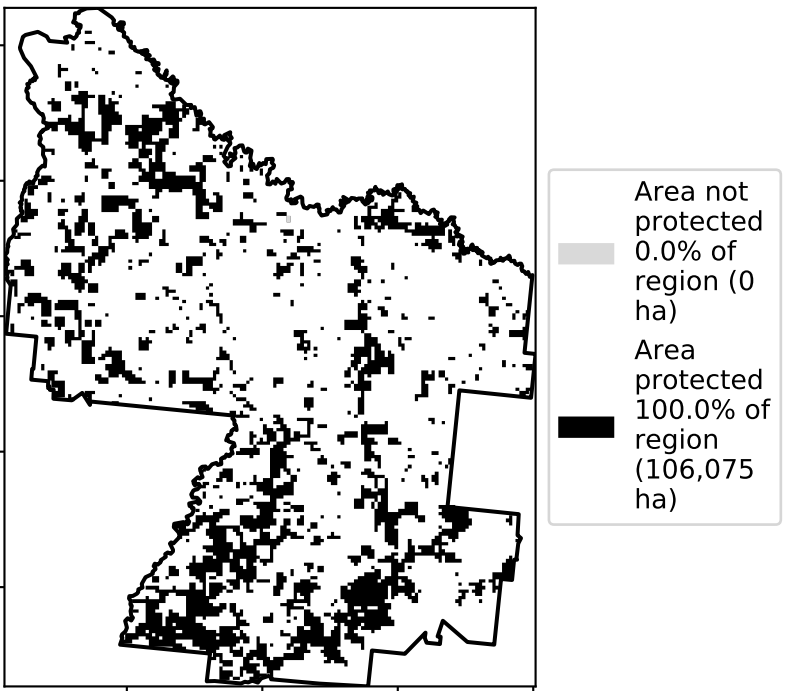 Area not
protected
0.0% of
region (0
ha)
Area
protected
100.0% of
region
(106,075
ha)